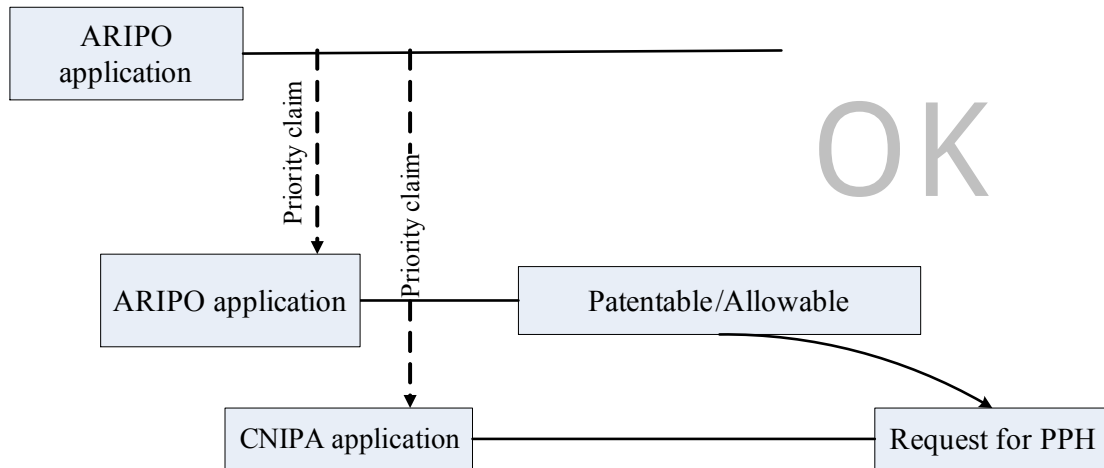 ARIPO
application
OK
Priority claim
Priority claim
ARIPO application
Patentable/Allowable
CNIPA application
Request for PPH